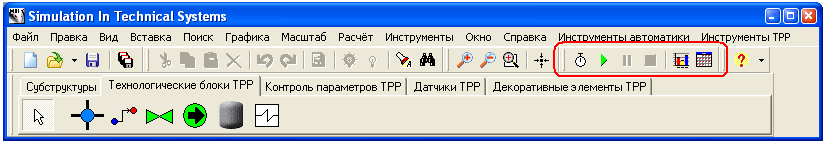 Simulation In Technical Systems
Файл Правка Вид Вставка Поиск Графика Масштаб Расчёт Инструменты Окно Справка Инструменты автоматики Инструменты ТРР
Субструктуры Технологические блоки ТРР Контроль параметров ТРР Датчики ТРР Декоративные элементы ТРР